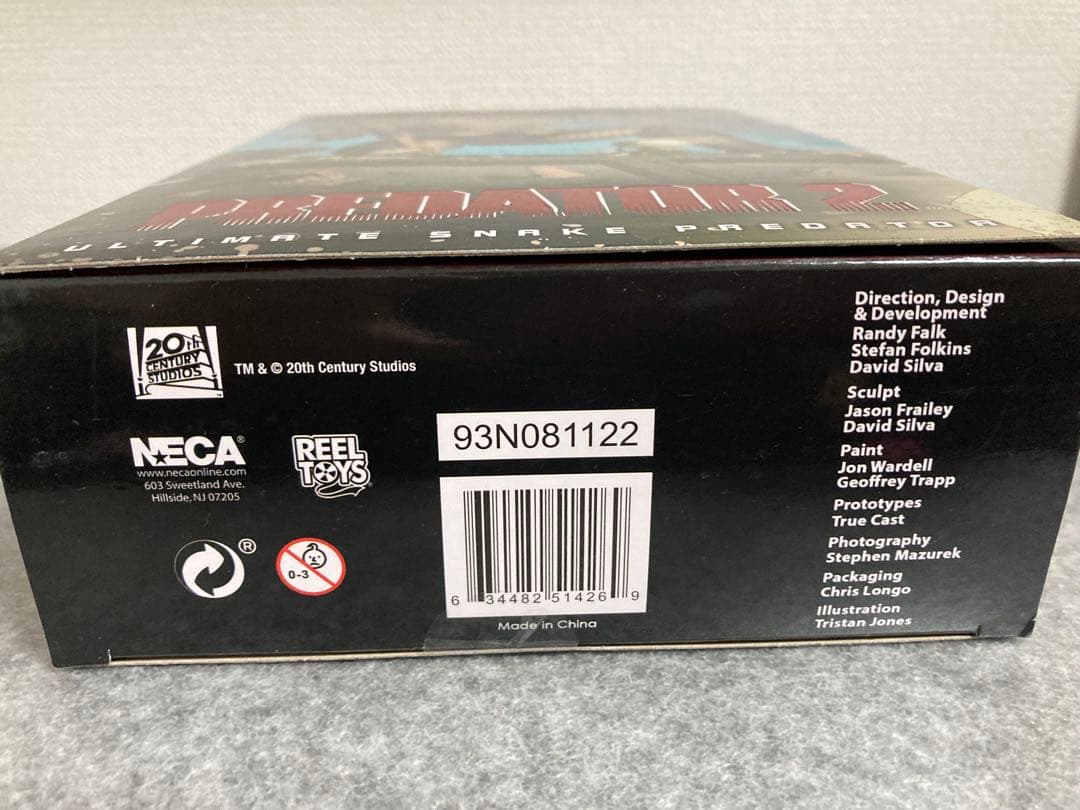 PREDATOR 2
ULTIMATE SNAKE PREDATOR
20TH
CENTURY
STUDIOS
TM & © 20th Century Studios
NECA®
www.necaonline.com
603 Sweetland Ave.
Hillside, NJ 07205
REEL
TOYS
®
0-3
93N081122
6 34482 51426 9
Made in China
Direction, Design
& Development
Randy Falk
Stefan Folkins
David Silva
Sculpt
Jason Frailey
David Silva
Paint
Jon Wardell
Geoffrey Trapp
Prototypes
True Cast
Photography
Stephen Mazurek
Packaging
Chris Longo
Illustration
Tristan Jones